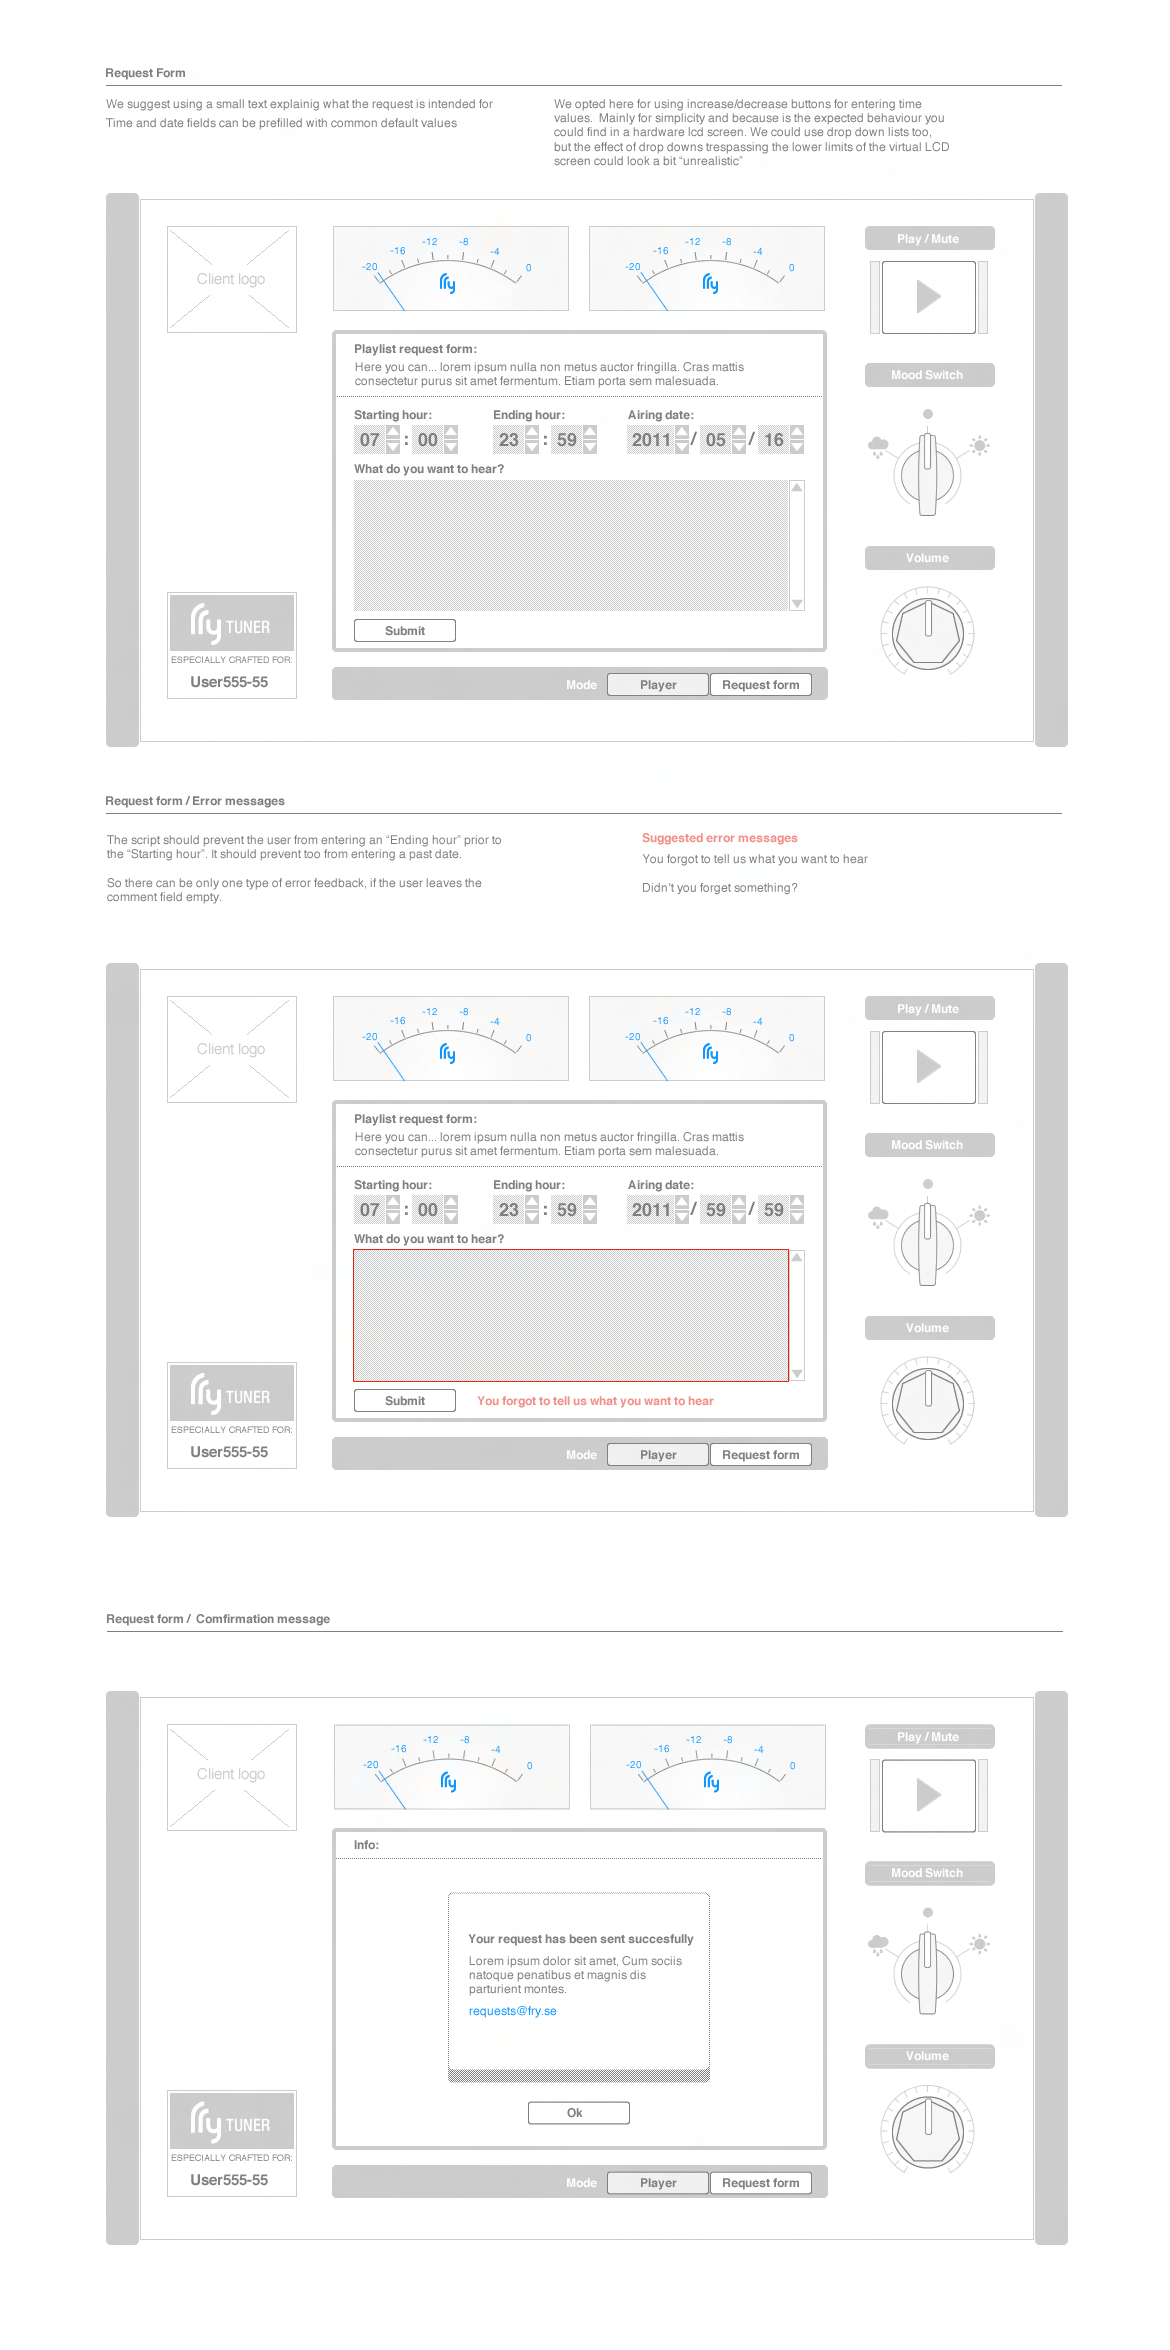 Request Form
We suggest using a small text explainig what the request is intended for
Time and date fields can be prefilled with common default values
We opted here for using increase/decrease buttons for entering time
values. Mainly for simplicity and because is the expected behaviour you
could find in a hardware lcd screen. We could use drop down lists too,
but the effect of drop downs trespassing the lower limits of the virtual LCD
screen could look a bit “unrealistic”
Client logo
-20 -16 -12 -8 -4 0
fry
-20 -16 -12 -8 -4 0
fry
Play / Mute
Playlist request form:
Here you can... lorem ipsum nulla non metus auctor fringilla. Cras mattis
consectetur purus sit amet fermentum. Etiam porta sem malesuada.
Mood Switch
Starting hour: Ending hour: Airing date:
07 : 00 23 : 59 2011 / 05 / 16
What do you want to hear?
Volume
fry TUNER
ESPECIALLY CRAFTED FOR:
User555-55
Submit
Mode Player Request form
Request form / Error messages
The script should prevent the user from entering an “Ending hour” prior to
the “Starting hour”. It should prevent too from entering a past date.
So there can be only one type of error feedback, if the user leaves the
comment field empty.
Suggested error messages
You forgot to tell us what you want to hear
Didn’t you forget something?
Client logo
-20 -16 -12 -8 -4 0
fry
-20 -16 -12 -8 -4 0
fry
Play / Mute
Playlist request form:
Here you can... lorem ipsum nulla non metus auctor fringilla. Cras mattis
consectetur purus sit amet fermentum. Etiam porta sem malesuada.
Mood Switch
Starting hour: Ending hour: Airing date:
07 : 00 23 : 59 2011 / 59 / 59
What do you want to hear?
Volume
fry TUNER
ESPECIALLY CRAFTED FOR:
User555-55
Submit You forgot to tell us what you want to hear
Mode Player Request form
Request form / Comfirmation message
Client logo
-20 -16 -12 -8 -4 0
fry
-20 -16 -12 -8 -4 0
fry
Play / Mute
Info:
Mood Switch
Your request has been sent succesfully
Lorem ipsum dolor sit amet, Cum sociis
natoque penatibus et magnis dis
parturient montes.
requests@fry.se
Volume
Ok
fry TUNER
ESPECIALLY CRAFTED FOR:
User555-55
Mode Player Request form